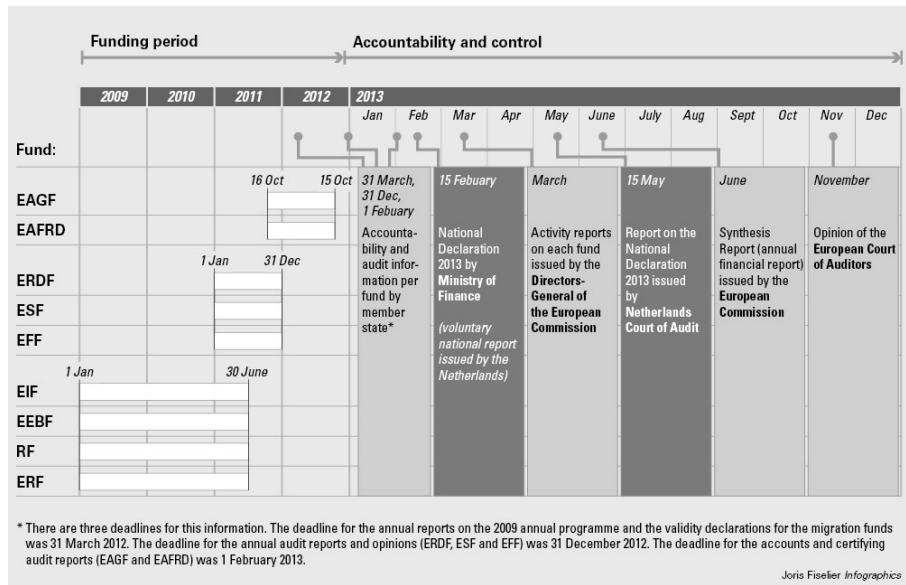 Funding period
Accountability and control
2009 2010 2011 2012 2013
Jan Feb Mar Apr May June July Aug Sept Oct Nov Dec
Fund:
16 Oct 15 Oct
EAGF
EAFRD
1 Jan 31 Dec
ERDF
ESF
EFF
1 Jan 30 June
EIF
EEBF
RF
ERF
31 March,
31 Dec,
1 Febuary
Accounta-
bility and
audit infor-
mation per
fund by
member
state*
15 Febuary
National
Declaration
2013 by
Ministry of
Finance
(voluntary
national report
issued by the
Netherlands)
March
Activity reports
on each fund
issued by the
Directors-
General of
the European
Commission
15 May
Report on the
National
Declaration
2013 issued
by
Netherlands
Court of Audit
June
Synthesis
Report (annual
financial report)
issued by the
European
Commission
November
Opinion of the
European Court
of Auditors
* There are three deadlines for this information. The deadline for the annual reports on the 2009 annual programme and the validity declarations for the migration funds
was 31 March 2012. The deadline for the annual audit reports and opinions (ERDF, ESF and EFF) was 31 December 2012. The deadline for the accounts and certifying
audit reports (EAGF and EAFRD) was 1 February 2013.
Joris Fiselier Infographics